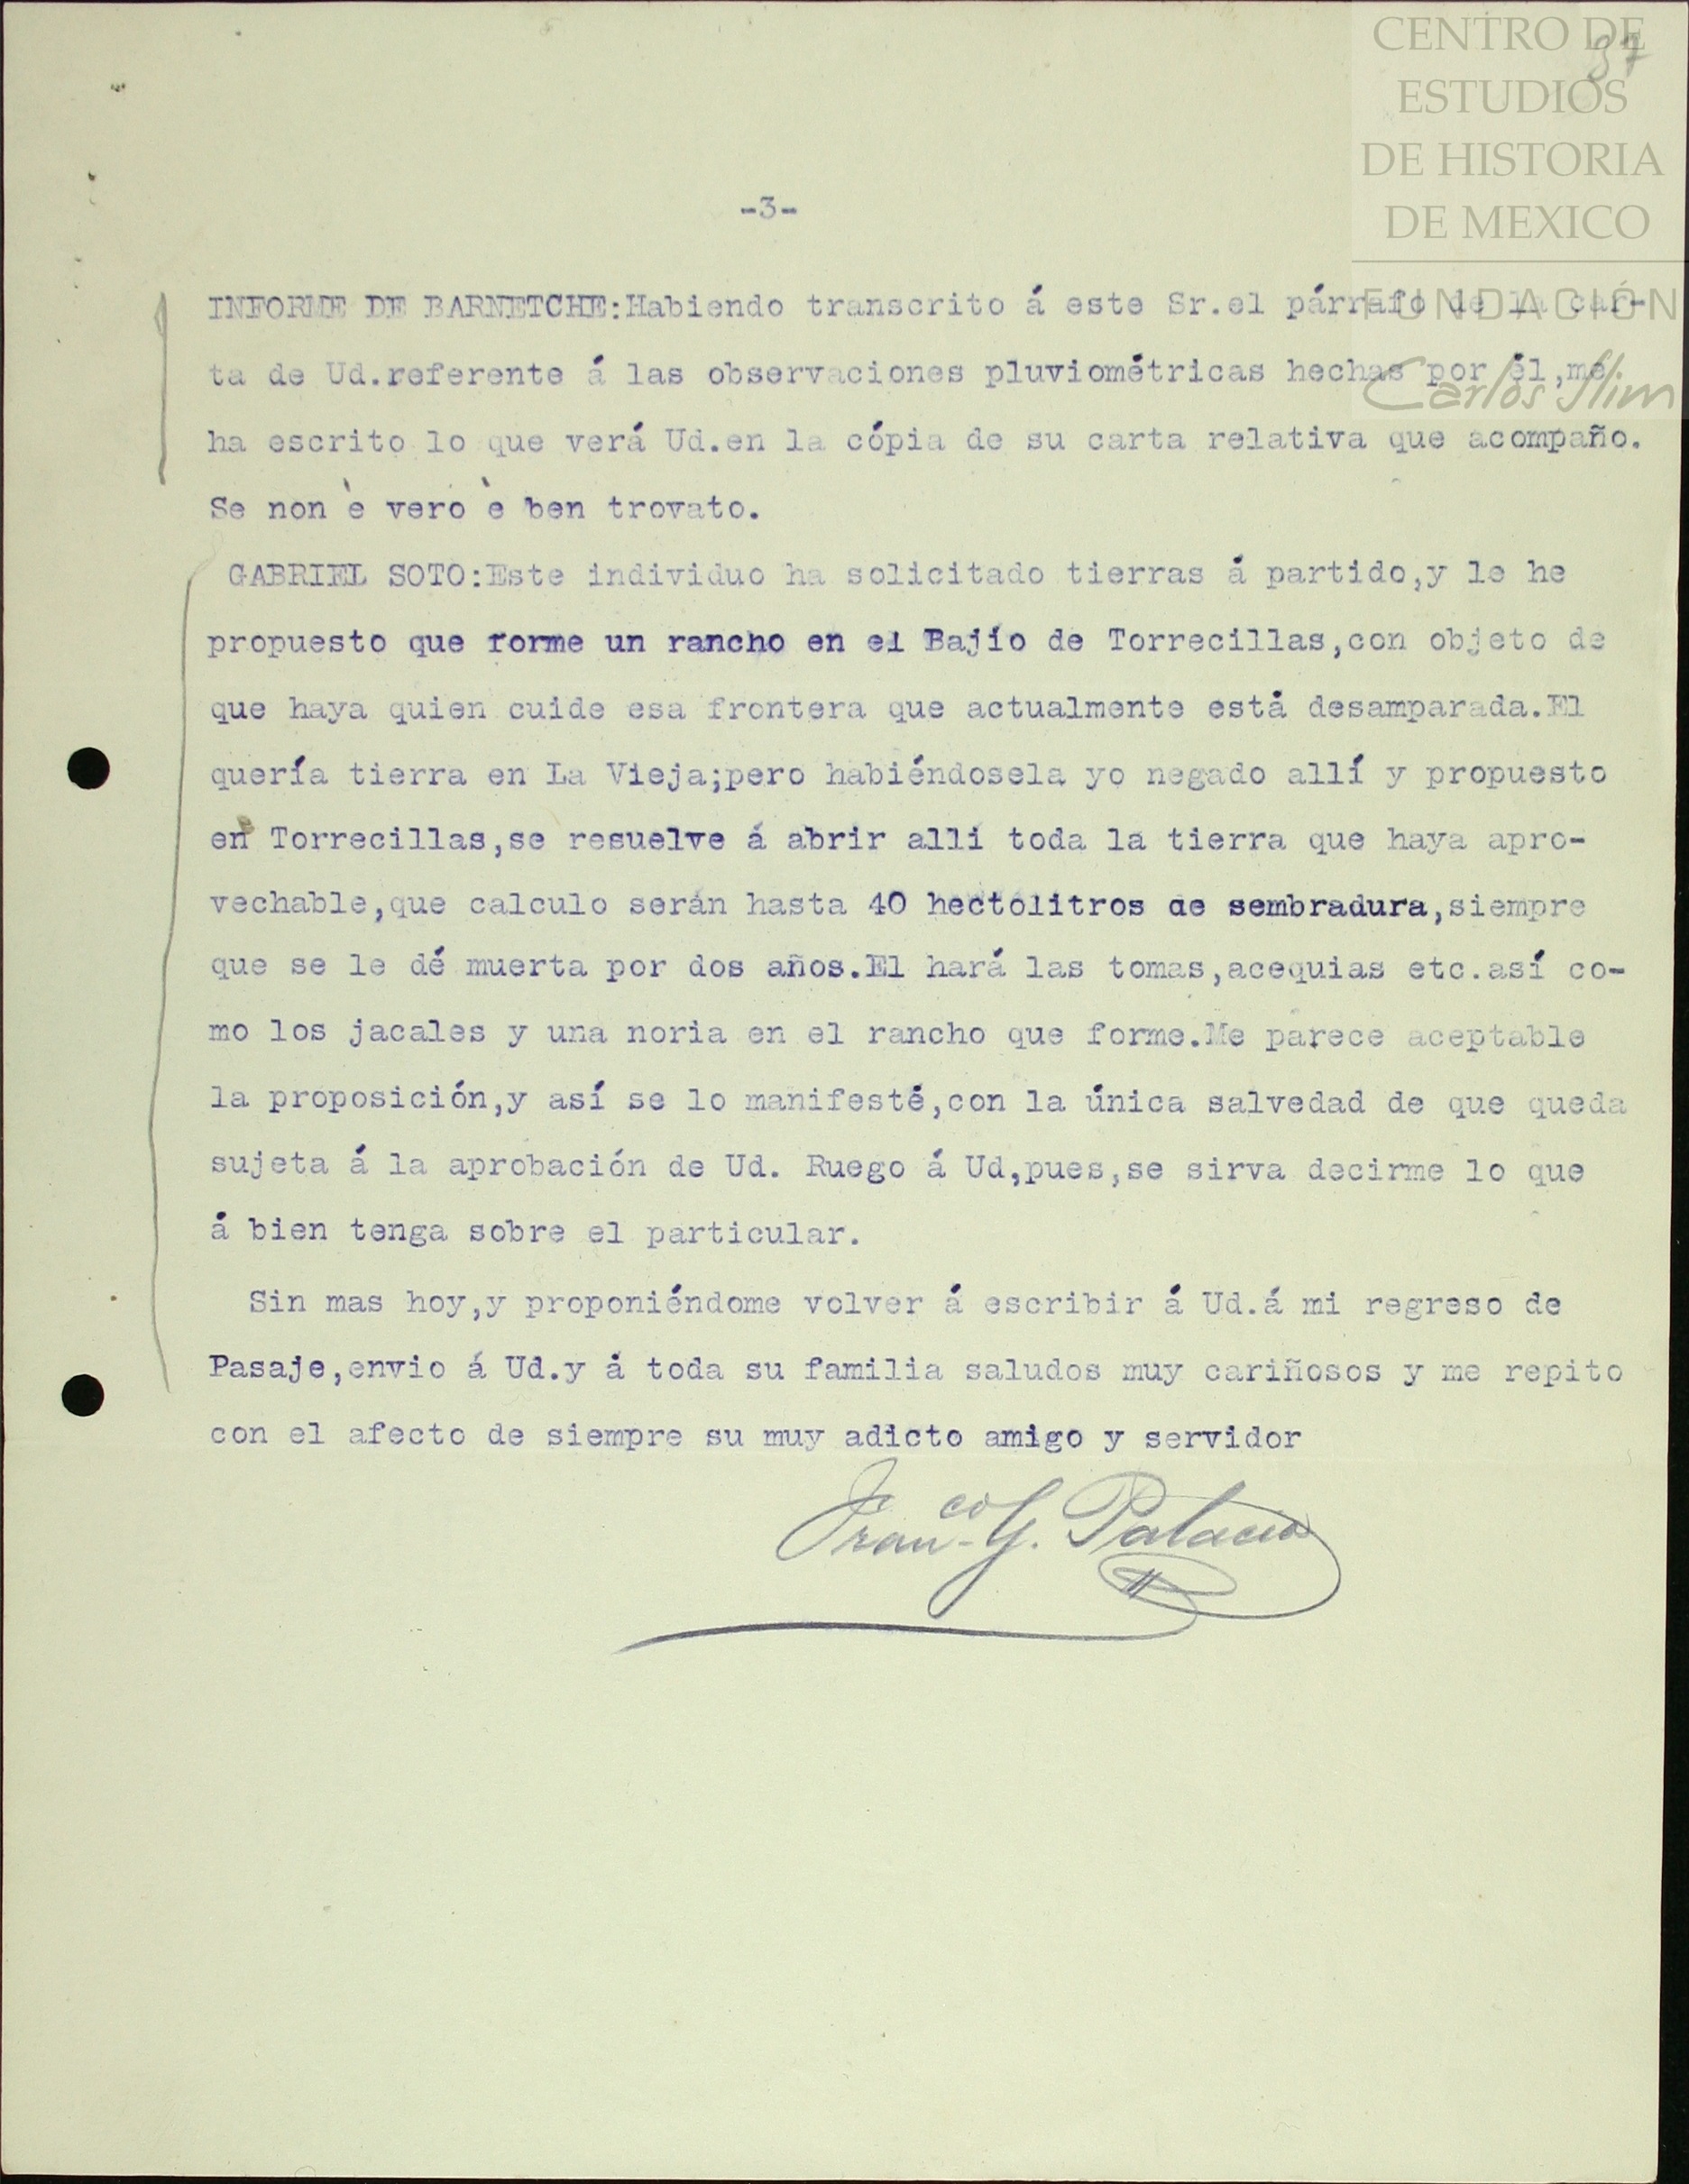 CENTRO DE
ESTUDIOS
DE HISTORIA
DE MEXICO
FUNDACIÓN
Carlos Slim
37
-3-
INFORME DE BARNETCHE:Habiendo transcrito á este Sr.el párrafo de la car-
ta de Ud.referente á las observaciones pluviométricas hechas por él,me
ha escrito lo que verá Ud.en la cópia de su carta relativa que acompaño.
Se non è vero è ben trovato.
GABRIEL SOTO:Este individuo ha solicitado tierras á partido,y le he
propuesto que forme un rancho en el Bajío de Torrecillas,con objeto de
que haya quien cuide esa frontera que actualmente está desamparada.El
quería tierra en La Vieja;pero habiéndosela yo negado allí y propuesto
en Torrecillas,se resuelve á abrir allí toda la tierra que haya apro-
vechable,que calculo serán hasta 40 hectólitros de sembradura,siempre
que se le dé muerta por dos años.El hará las tomas,acequias etc.así co-
mo los jacales y una noria en el rancho que forme.Me parece aceptable
la proposición,y así se lo manifesté,con la única salvedad de que queda
sujeta á la aprobación de Ud. Ruego á Ud,pues,se sirva decirme lo que
á bien tenga sobre el particular.
Sin mas hoy,y proponiéndome volver á escribir á Ud.á mi regreso de
Pasaje,envio á Ud.y á toda su familia saludos muy cariñosos y me repito
con el afecto de siempre su muy adicto amigo y servidor
Franco. G. Palacio